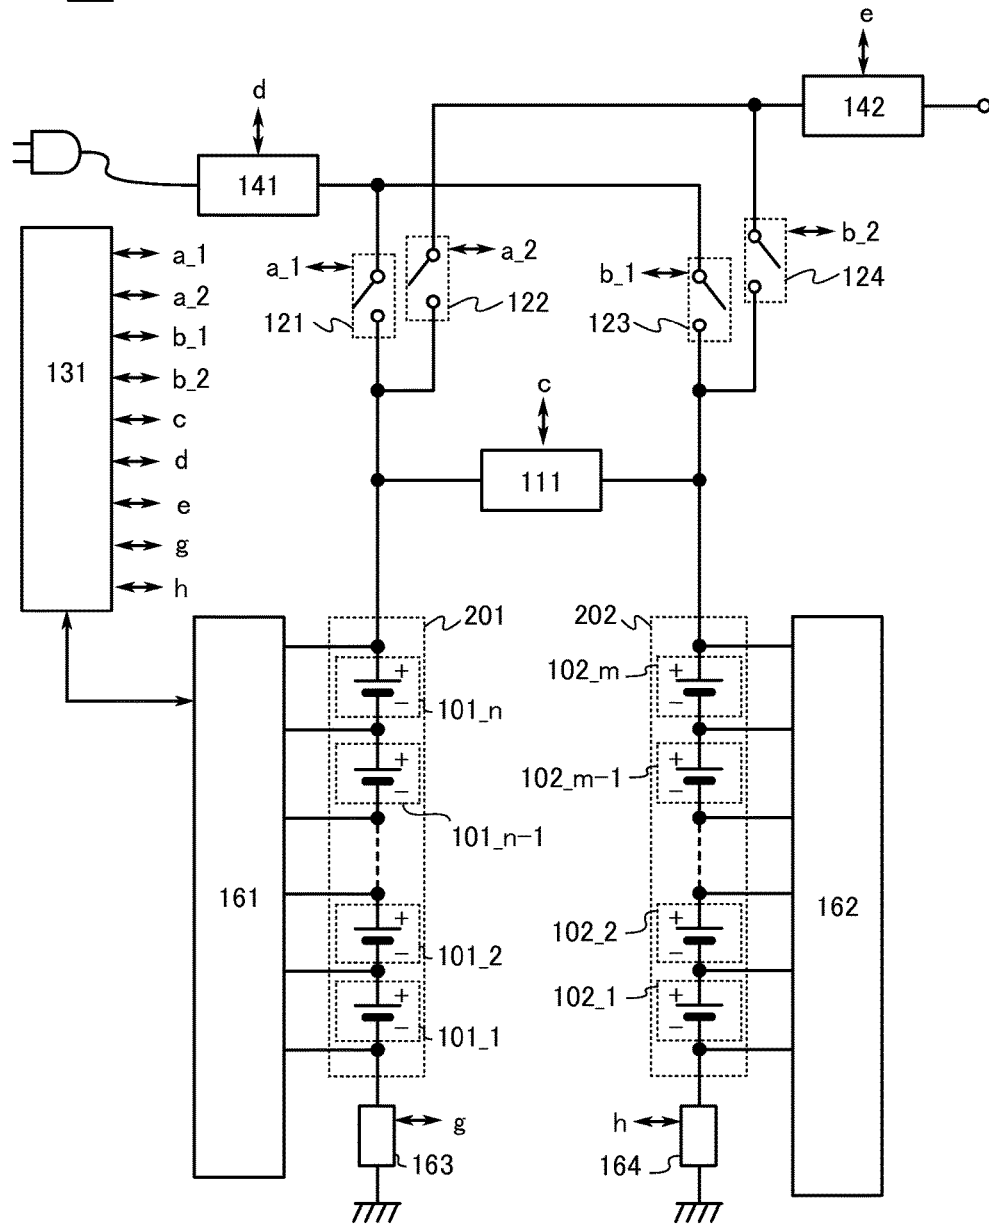 e
142
d
141
a_1
a_2
b_1
b_2
c
d
e
g
h
131
a_1
a_2
121
122
b_1
b_2
123
124
c
111
201
202
161
162
+
−
101_n
+
−
101_n-1
+
−
101_2
+
−
101_1
102_m
+
−
102_m-1
+
−
102_2
+
−
102_1
+
−
g
163
h
164